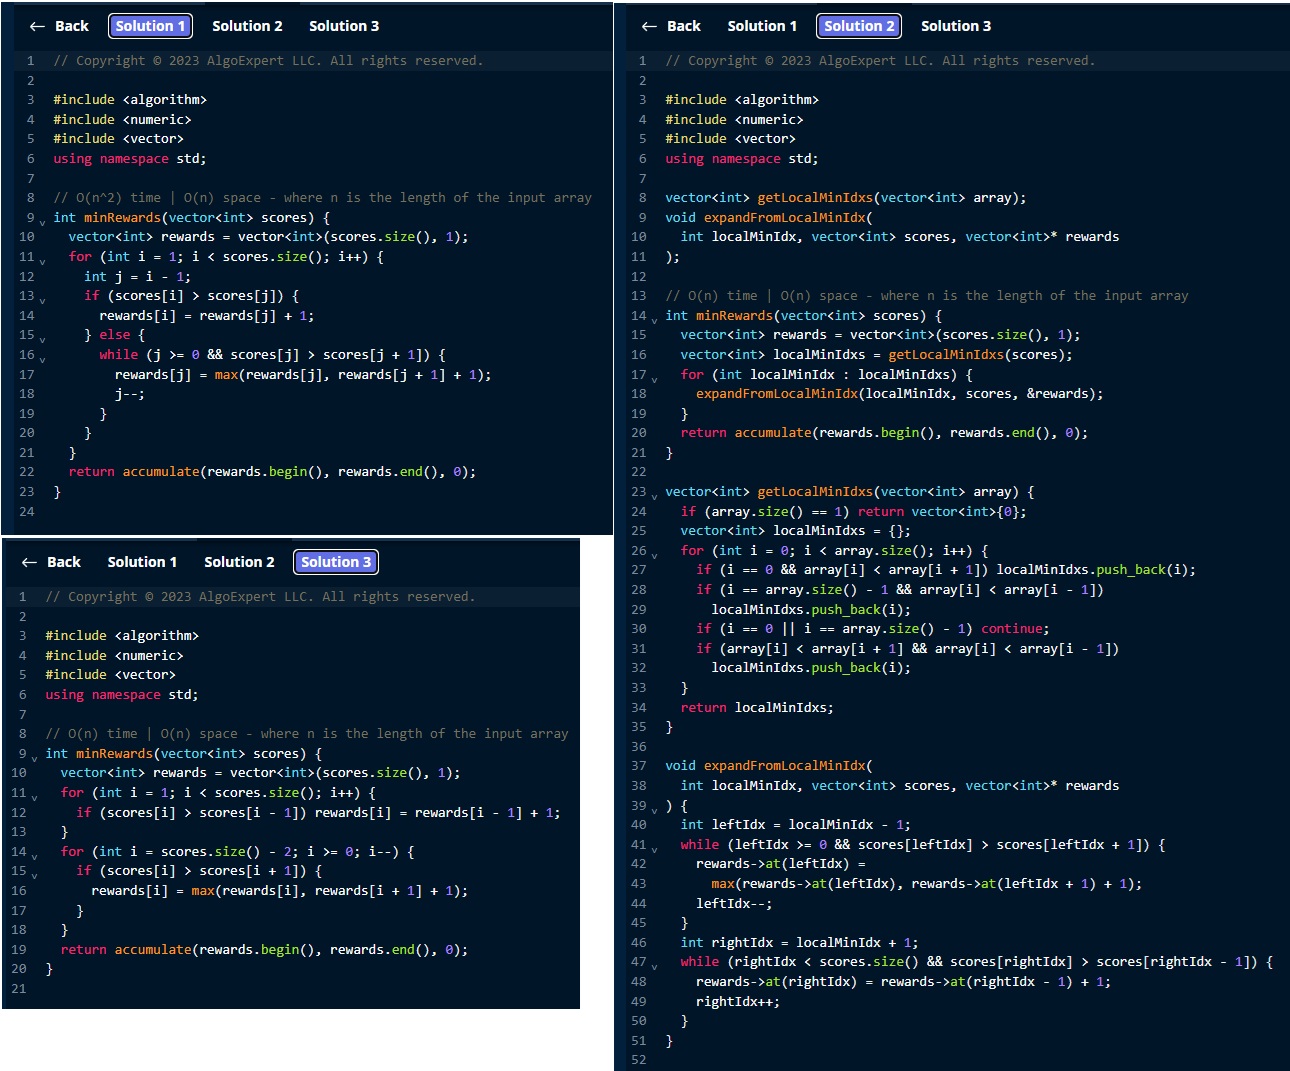 ← Back Solution 1 Solution 2 Solution 3
1 // Copyright © 2023 AlgoExpert LLC. All rights reserved.
2
3 #include <algorithm>
4 #include <numeric>
5 #include <vector>
6 using namespace std;
7
8 // O(n^2) time | O(n) space - where n is the length of the input array
9 int minRewards(vector<int> scores) {
10   vector<int> rewards = vector<int>(scores.size(), 1);
11   for (int i = 1; i < scores.size(); i++) {
12     int j = i - 1;
13     if (scores[i] > scores[j]) {
14       rewards[i] = rewards[j] + 1;
15     } else {
16       while (j >= 0 && scores[j] > scores[j + 1]) {
17         rewards[j] = max(rewards[j], rewards[j + 1] + 1);
18         j--;
19       }
20     }
21   }
22   return accumulate(rewards.begin(), rewards.end(), 0);
23 }
24
← Back Solution 1 Solution 2 Solution 3
1 // Copyright © 2023 AlgoExpert LLC. All rights reserved.
2
3 #include <algorithm>
4 #include <numeric>
5 #include <vector>
6 using namespace std;
7
8 // O(n) time | O(n) space - where n is the length of the input array
9 int minRewards(vector<int> scores) {
10   vector<int> rewards = vector<int>(scores.size(), 1);
11   for (int i = 1; i < scores.size(); i++) {
12     if (scores[i] > scores[i - 1]) rewards[i] = rewards[i - 1] + 1;
13   }
14   for (int i = scores.size() - 2; i >= 0; i--) {
15     if (scores[i] > scores[i + 1]) {
16       rewards[i] = max(rewards[i], rewards[i + 1] + 1);
17     }
18   }
19   return accumulate(rewards.begin(), rewards.end(), 0);
20 }
21
← Back Solution 1 Solution 2 Solution 3
1 // Copyright © 2023 AlgoExpert LLC. All rights reserved.
2
3 #include <algorithm>
4 #include <numeric>
5 #include <vector>
6 using namespace std;
7
8 vector<int> getLocalMinIdxs(vector<int> array);
9 void expandFromLocalMinIdx(
10   int localMinIdx, vector<int> scores, vector<int>* rewards
11 );
12
13 // O(n) time | O(n) space - where n is the length of the input array
14 int minRewards(vector<int> scores) {
15   vector<int> rewards = vector<int>(scores.size(), 1);
16   vector<int> localMinIdxs = getLocalMinIdxs(scores);
17   for (int localMinIdx : localMinIdxs) {
18     expandFromLocalMinIdx(localMinIdx, scores, &rewards);
19   }
20   return accumulate(rewards.begin(), rewards.end(), 0);
21 }
22
23 vector<int> getLocalMinIdxs(vector<int> array) {
24   if (array.size() == 1) return vector<int>{0};
25   vector<int> localMinIdxs = {};
26   for (int i = 0; i < array.size(); i++) {
27     if (i == 0 && array[i] < array[i + 1]) localMinIdxs.push_back(i);
28     if (i == array.size() - 1 && array[i] < array[i - 1])
29       localMinIdxs.push_back(i);
30     if (i == 0 || i == array.size() - 1) continue;
31     if (array[i] < array[i + 1] && array[i] < array[i - 1])
32       localMinIdxs.push_back(i);
33   }
34   return localMinIdxs;
35 }
36
37 void expandFromLocalMinIdx(
38   int localMinIdx, vector<int> scores, vector<int>* rewards
39 ) {
40   int leftIdx = localMinIdx - 1;
41   while (leftIdx >= 0 && scores[leftIdx] > scores[leftIdx + 1]) {
42     rewards->at(leftIdx) =
43       max(rewards->at(leftIdx), rewards->at(leftIdx + 1) + 1);
44     leftIdx--;
45   }
46   int rightIdx = localMinIdx + 1;
47   while (rightIdx < scores.size() && scores[rightIdx] > scores[rightIdx - 1]) {
48     rewards->at(rightIdx) = rewards->at(rightIdx - 1) + 1;
49     rightIdx++;
50   }
51 }
52